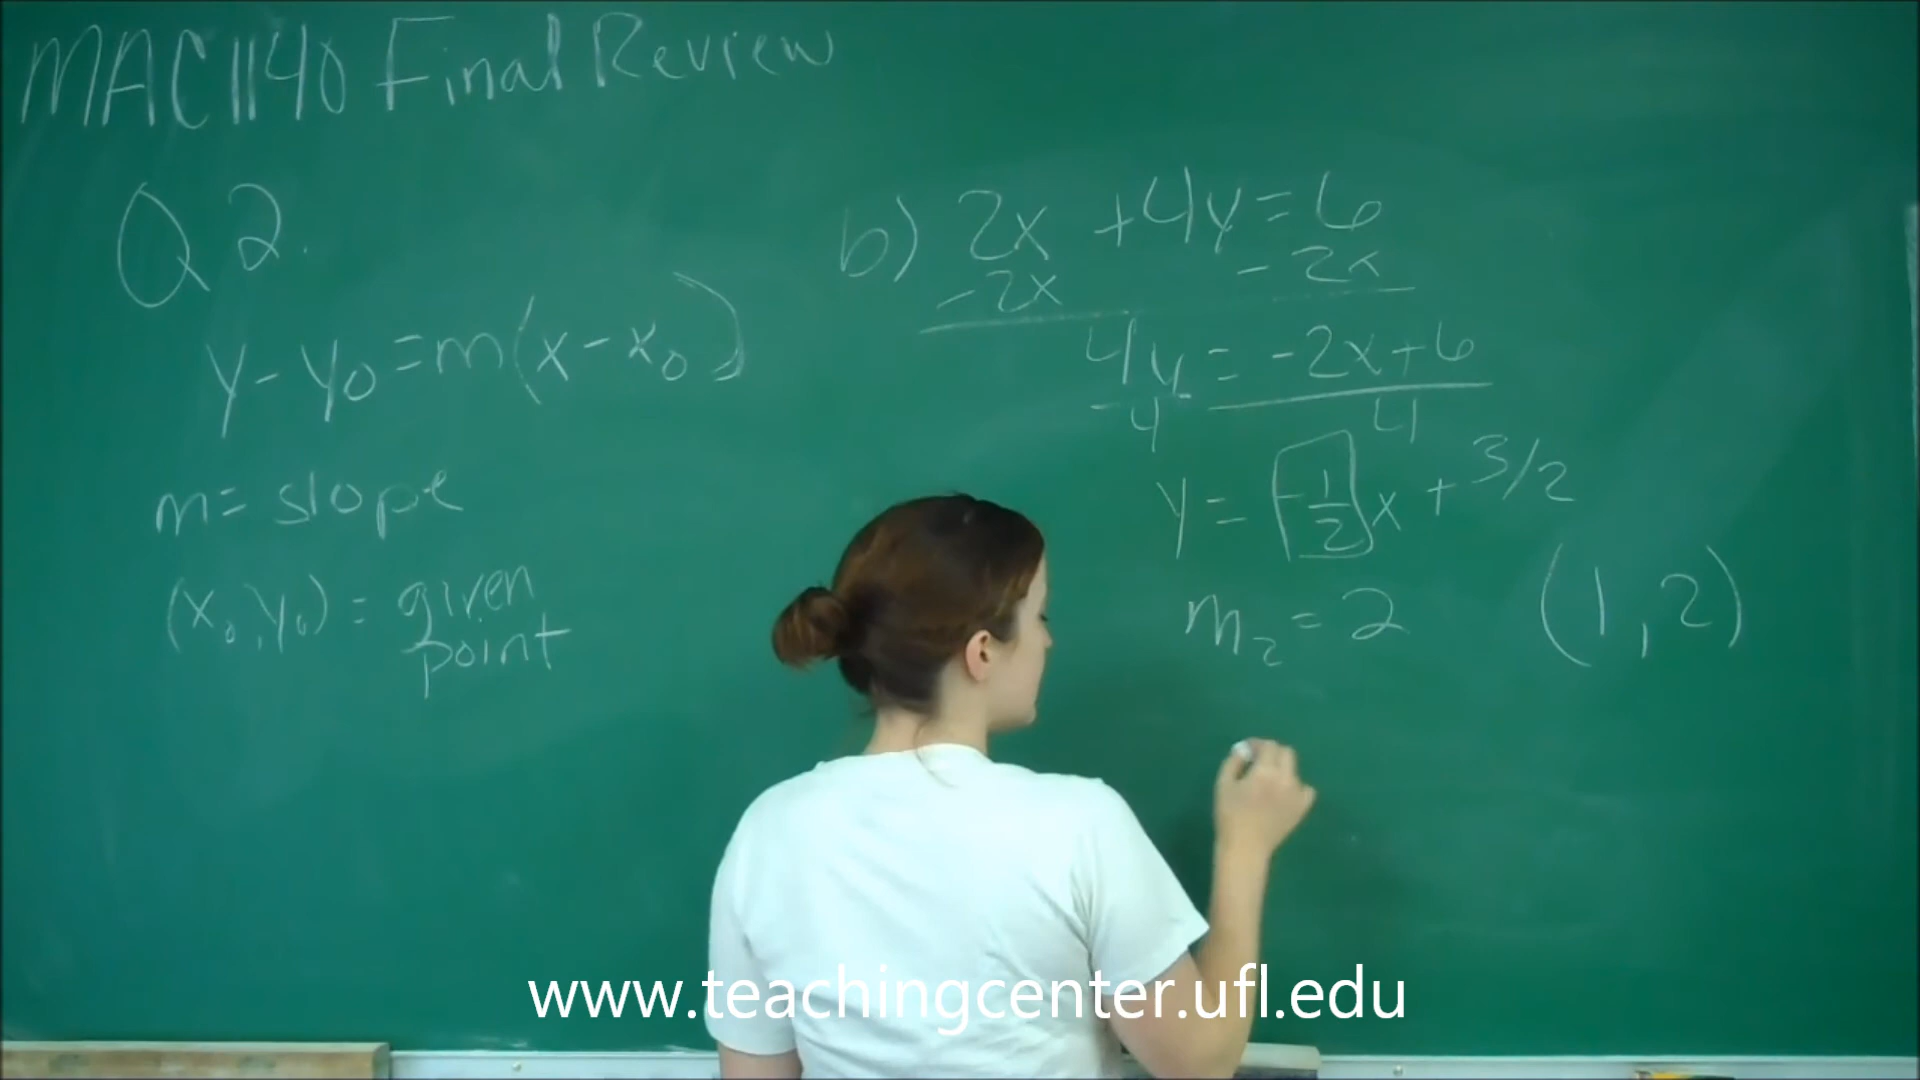 MAC1140 Final Review
Q2.
y-y₀=m(x-x₀)
m= slope
(x₀,y₀) = given
point
b) 2x +4y=6
-2x -2x
4y = -2x+6
4 4
y = -1/2x + 3/2
m₂=2 (1,2)
www.teachingcenter.ufl.edu